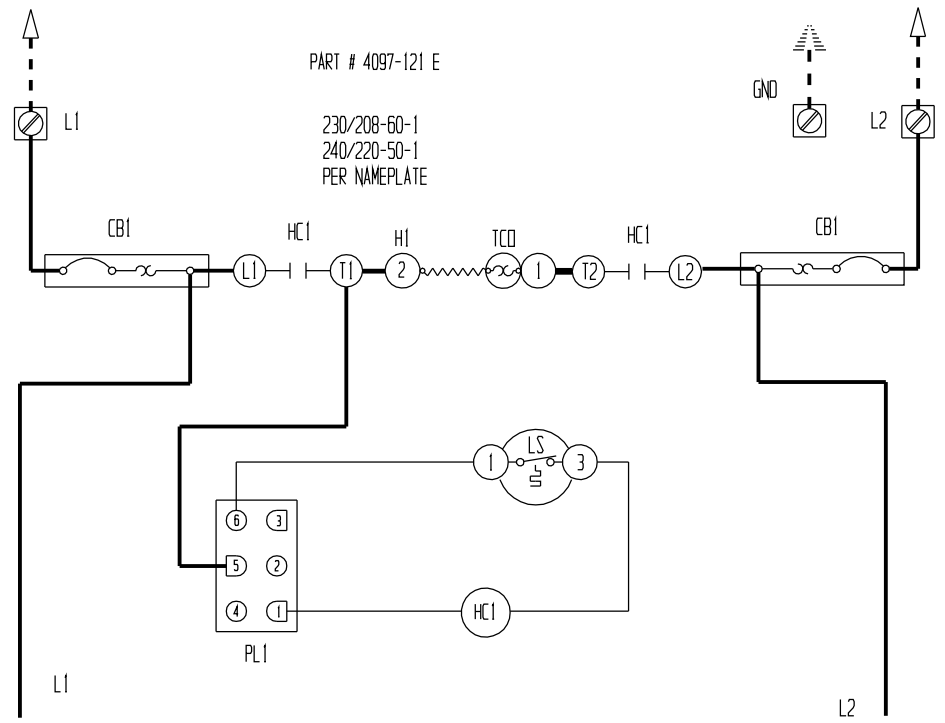 PART # 4097-121 E
GND
L1
L2
230/208-60-1
240/220-50-1
PER NAMEPLATE
CB1
HC1
H1
TCO
HC1
CB1
L1
T1
2
1
T2
L2
LS
1
3
6
3
5
2
4
1
HC1
PL1
L1
L2